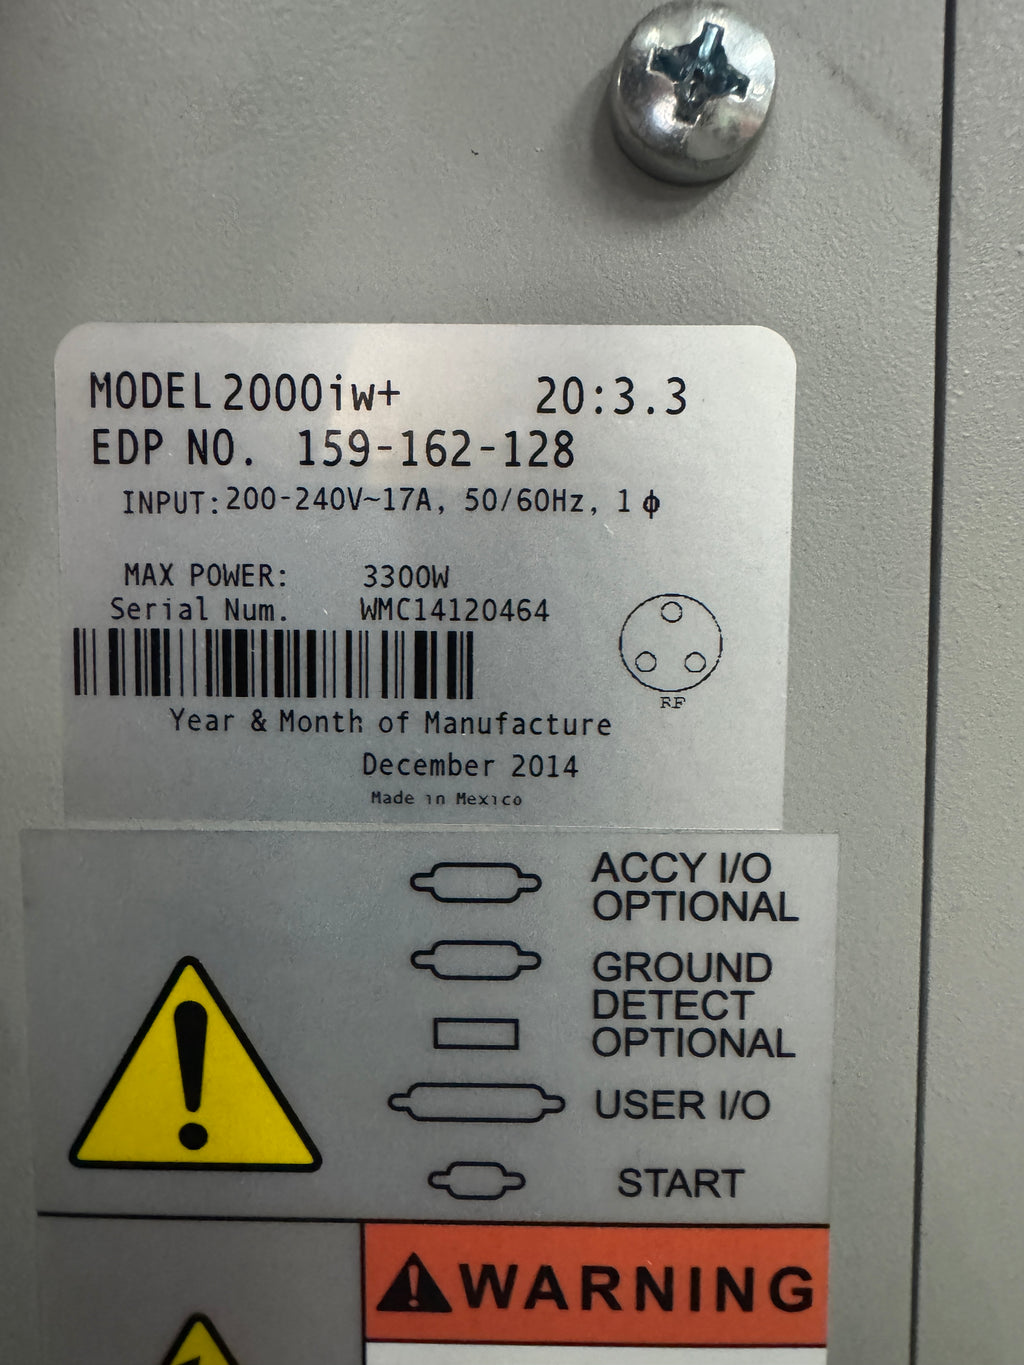 MODEL 2000iw+ 20:3.3
EDP NO. 159-162-128
INPUT: 200-240V~17A, 50/60Hz, 1 ϕ
MAX POWER: 3300W
Serial Num. WMC14120464
RF
Year & Month of Manufacture
December 2014
Made in Mexico
ACCY I/O
OPTIONAL
GROUND
DETECT
OPTIONAL
USER I/O
START
WARNING